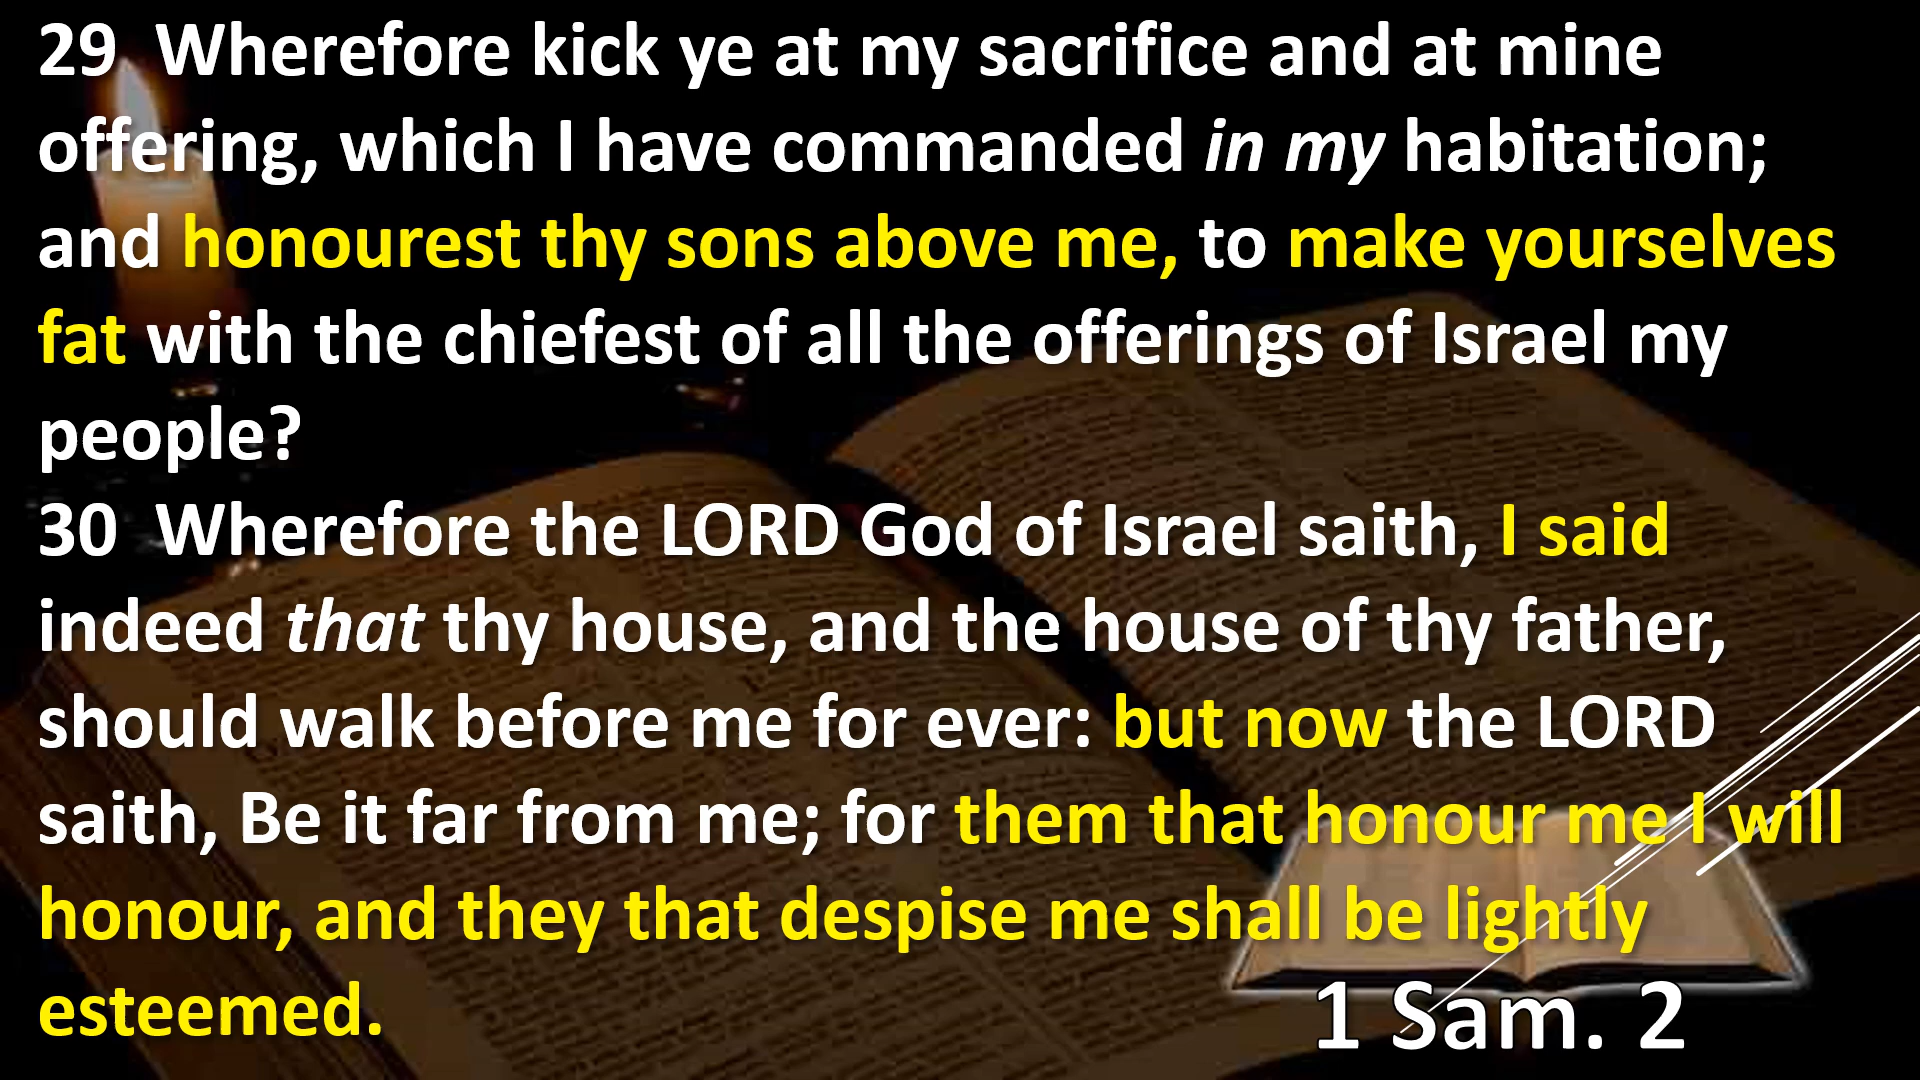 29 Wherefore kick ye at my sacrifice and at mine
offering, which I have commanded in my habitation;
and honourest thy sons above me, to make yourselves
fat with the chiefest of all the offerings of Israel my
people?
30 Wherefore the LORD God of Israel saith, I said
indeed that thy house, and the house of thy father,
should walk before me for ever: but now the LORD
saith, Be it far from me; for them that honour me I will
honour, and they that despise me shall be lightly
esteemed.
1 Sam. 2